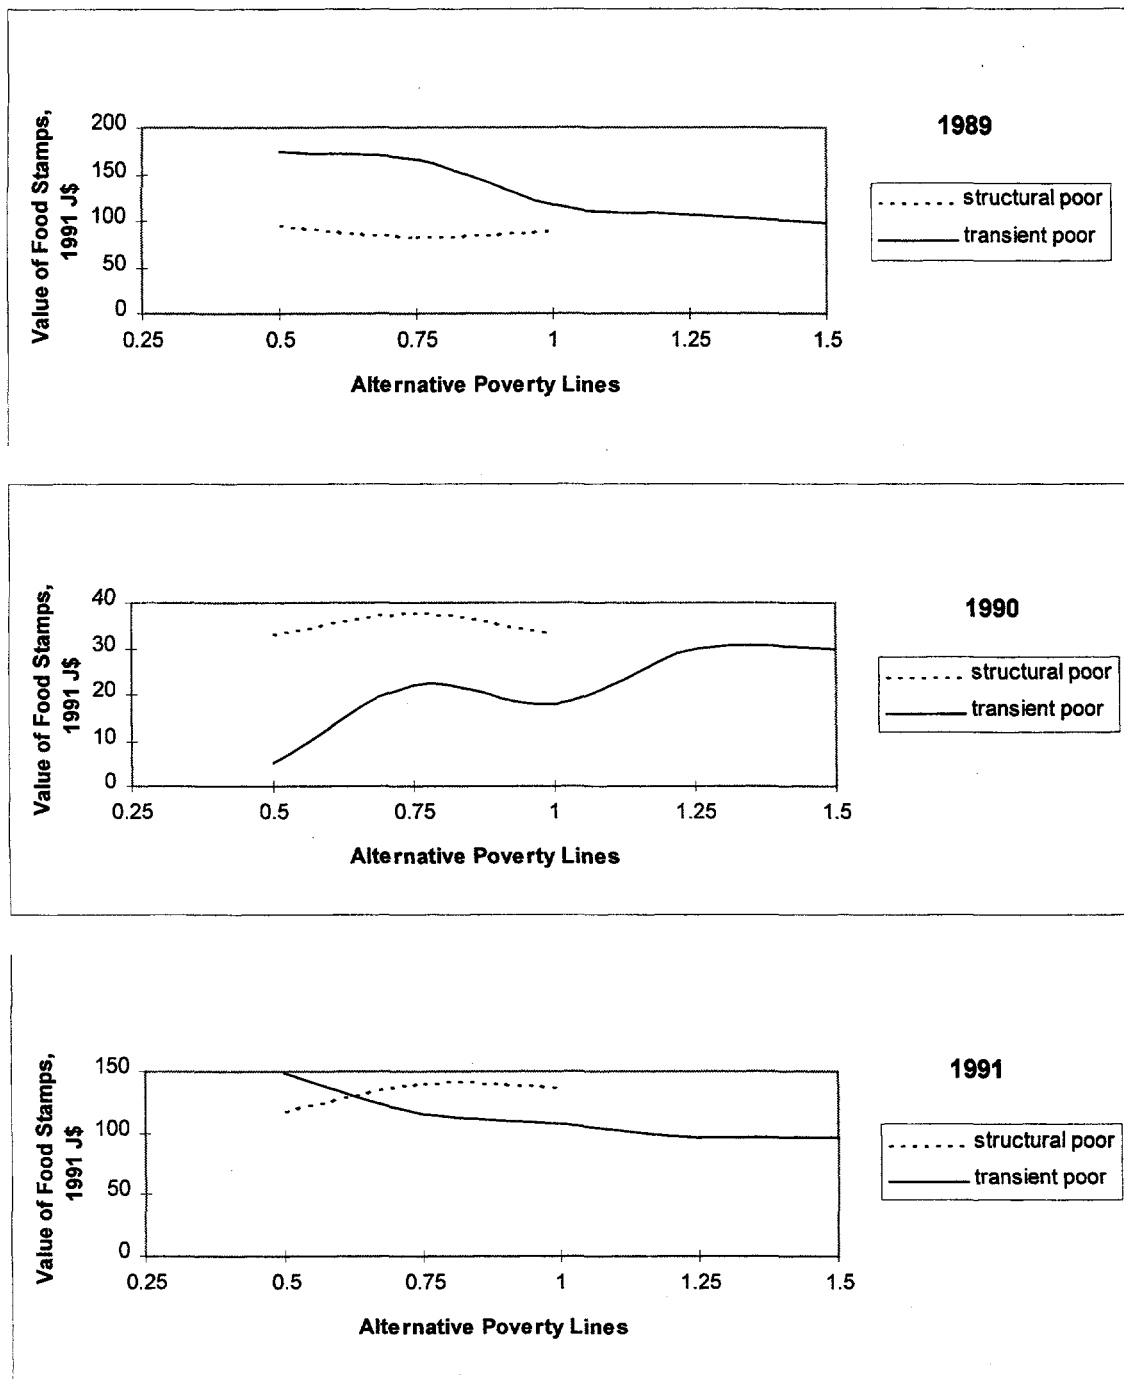 1989
Value of Food Stamps,
1991 J$
200
150
100
50
0
0.25 0.5 0.75 1 1.25 1.5
Alternative Poverty Lines
structural poor
transient poor
1990
Value of Food Stamps,
1991 J$
40
30
20
10
0
0.25 0.5 0.75 1 1.25 1.5
Alternative Poverty Lines
structural poor
transient poor
1991
Value of Food Stamps,
1991 J$
150
100
50
0
0.25 0.5 0.75 1 1.25 1.5
Alternative Poverty Lines
structural poor
transient poor